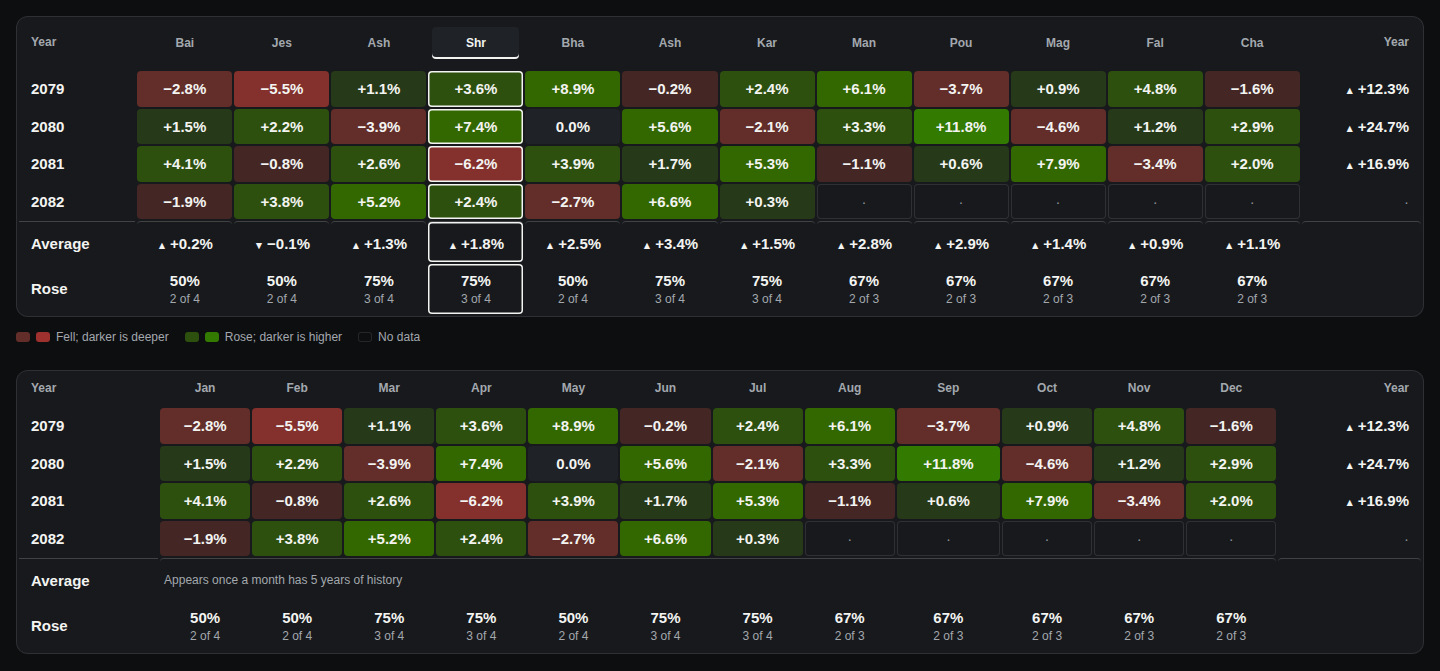 Year Bai Jes Ash Shr Bha Ash Kar Man Pou Mag Fal Cha Year
2079 −2.8% −5.5% +1.1% +3.6% +8.9% −0.2% +2.4% +6.1% −3.7% +0.9% +4.8% −1.6% ▲ +12.3%
2080 +1.5% +2.2% −3.9% +7.4% 0.0% +5.6% −2.1% +3.3% +11.8% −4.6% +1.2% +2.9% ▲ +24.7%
2081 +4.1% −0.8% +2.6% −6.2% +3.9% +1.7% +5.3% −1.1% +0.6% +7.9% −3.4% +2.0% ▲ +16.9%
2082 −1.9% +3.8% +5.2% +2.4% −2.7% +6.6% +0.3% · · · · · ·
Average ▲ +0.2% ▼ −0.1% ▲ +1.3% ▲ +1.8% ▲ +2.5% ▲ +3.4% ▲ +1.5% ▲ +2.8% ▲ +2.9% ▲ +1.4% ▲ +0.9% ▲ +1.1%
Rose 50% 50% 75% 75% 50% 75% 75% 67% 67% 67% 67% 67%
2 of 4 2 of 4 3 of 4 3 of 4 2 of 4 3 of 4 3 of 4 2 of 3 2 of 3 2 of 3 2 of 3 2 of 3
Fell; darker is deeper Rose; darker is higher No data
Year Jan Feb Mar Apr May Jun Jul Aug Sep Oct Nov Dec Year
2079 −2.8% −5.5% +1.1% +3.6% +8.9% −0.2% +2.4% +6.1% −3.7% +0.9% +4.8% −1.6% ▲ +12.3%
2080 +1.5% +2.2% −3.9% +7.4% 0.0% +5.6% −2.1% +3.3% +11.8% −4.6% +1.2% +2.9% ▲ +24.7%
2081 +4.1% −0.8% +2.6% −6.2% +3.9% +1.7% +5.3% −1.1% +0.6% +7.9% −3.4% +2.0% ▲ +16.9%
2082 −1.9% +3.8% +5.2% +2.4% −2.7% +6.6% +0.3% · · · · · ·
Average Appears once a month has 5 years of history
Rose 50% 50% 75% 75% 50% 75% 75% 67% 67% 67% 67% 67%
2 of 4 2 of 4 3 of 4 3 of 4 2 of 4 3 of 4 3 of 4 2 of 3 2 of 3 2 of 3 2 of 3 2 of 3